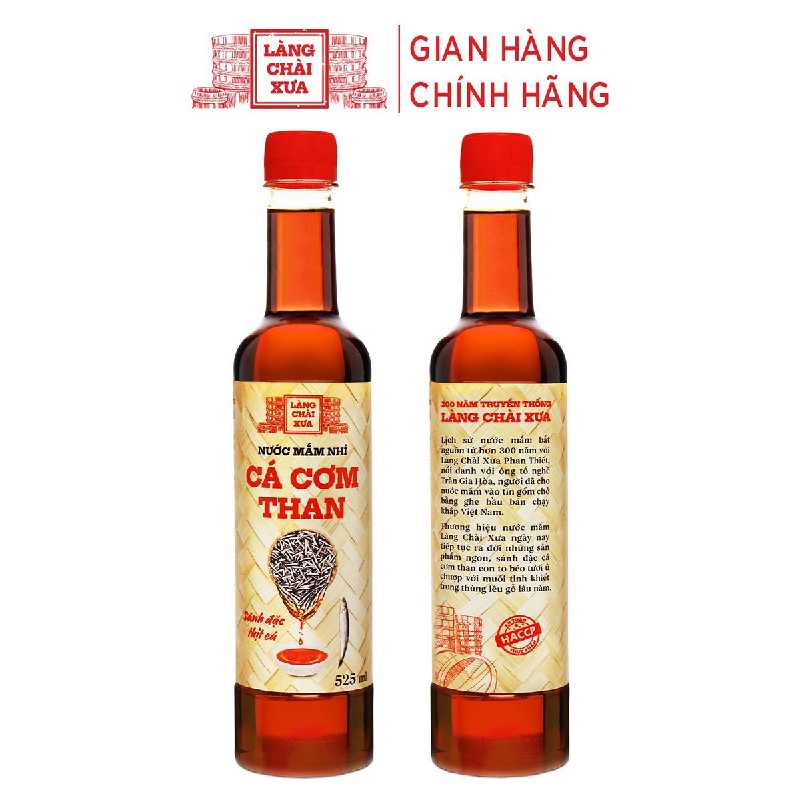 LÀNG
CHÀI
XƯA
GIAN HÀNG
CHÍNH HÃNG
LÀNG
CHÀI
XƯA
NƯỚC MẮM NHỈ
CÁ CƠM
THAN
Sánh đặc
thịt cá
525 ml
300 NĂM TRUYỀN THỐNG
LÀNG CHÀI XƯA
Lịch sử nước mắm bắt
nguồn từ hơn 300 năm với
Làng Chài Xưa Phan Thiết,
nổi danh với ông tổ nghề
Trần Gia Hòa, người đã cho
nước mắm vào tĩn gốm chở
bằng ghe bầu bán chạy
khắp Việt Nam.
Thương hiệu nước mắm
Làng Chài Xưa ngày nay
tiếp tục ra đời những sản
phẩm ngon, sánh đặc cá
cơm than con to béo tươi ủ
chượp với muối tinh khiết
trong thùng lều gỗ lâu năm.
HACCP